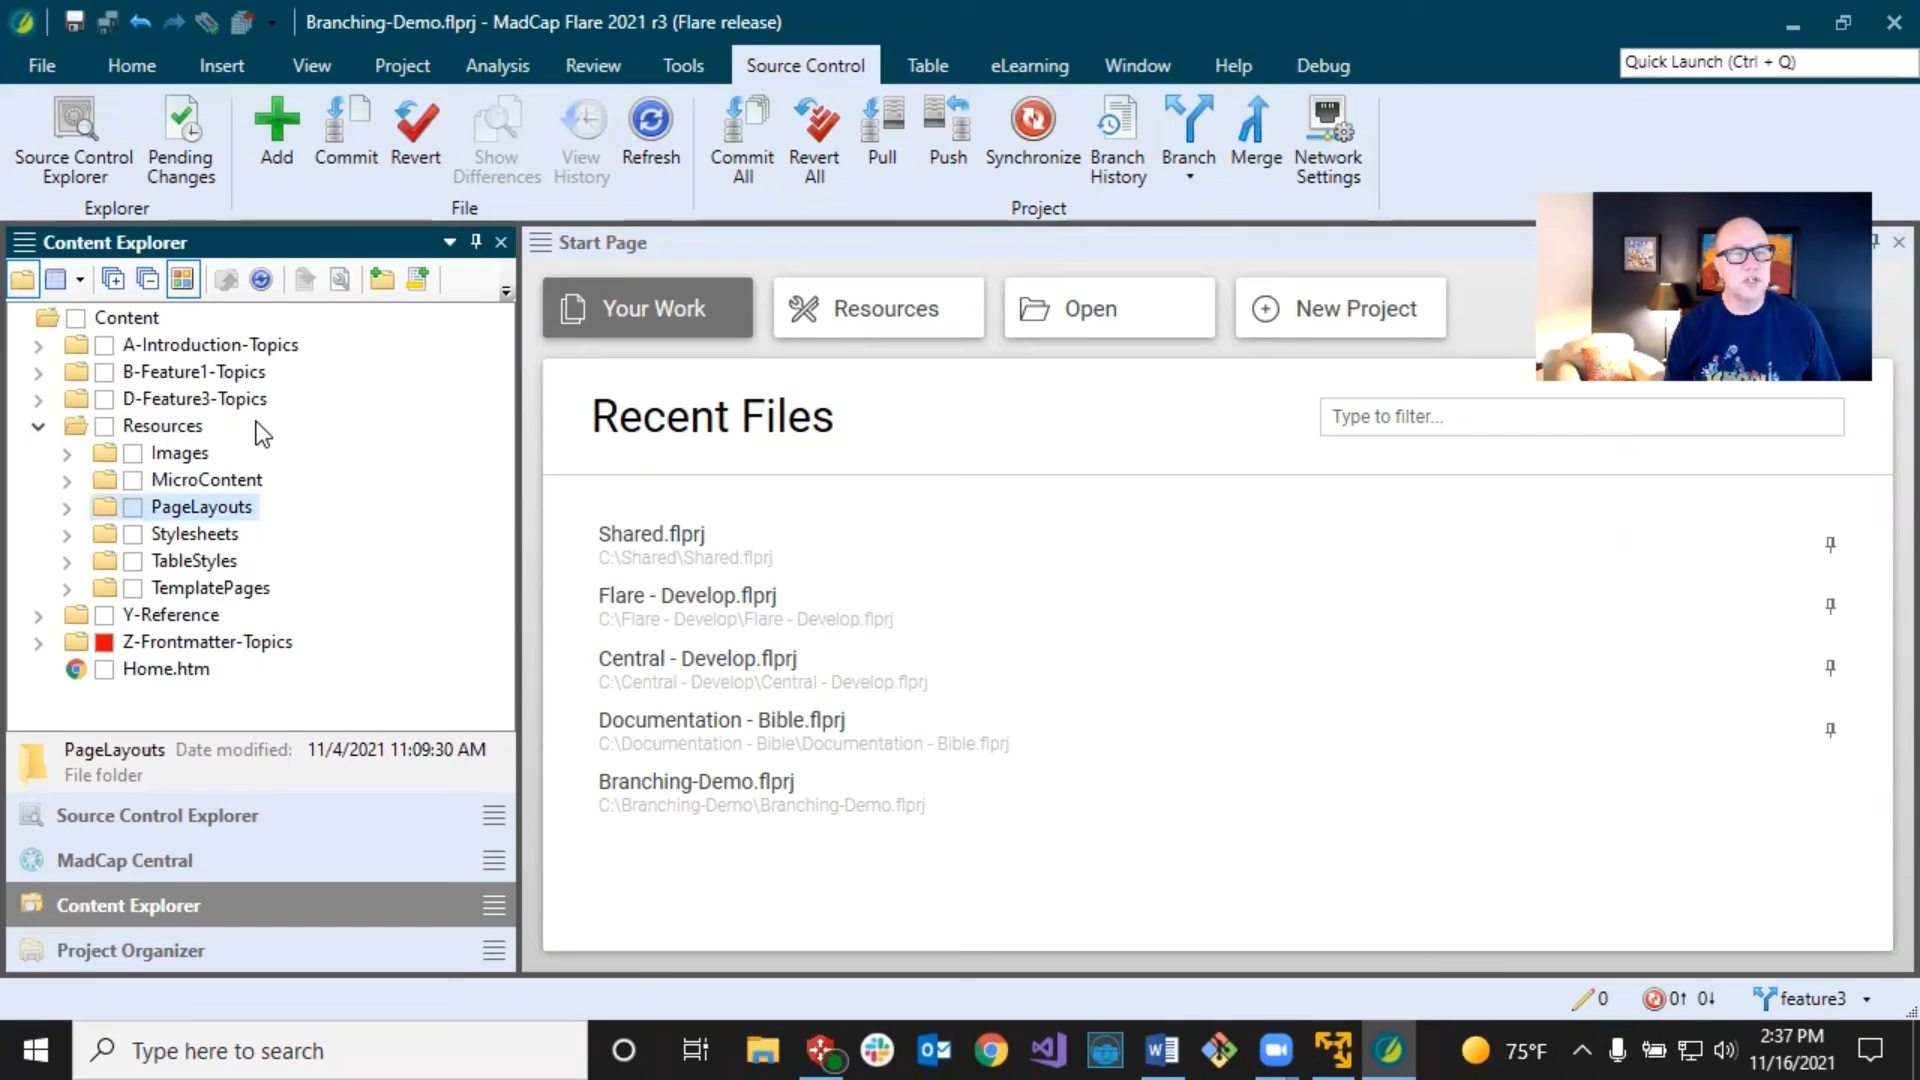 Branching-Demo.flprj - MadCap Flare 2021 r3 (Flare release)
File Home Insert View Project Analysis Review Tools Source Control Table eLearning Window Help Debug
Quick Launch (Ctrl + Q)
Source Control Explorer
Pending Changes
Add
Commit
Revert
Show Differences
View History
Refresh
Commit All
Revert All
Pull
Push
Synchronize
Branch History
Branch
Merge
Network Settings
Explorer
File
Project
Content Explorer
Content
A-Introduction-Topics
B-Feature1-Topics
D-Feature3-Topics
Resources
Images
MicroContent
PageLayouts
Stylesheets
TableStyles
TemplatePages
Y-Reference
Z-Frontmatter-Topics
Home.htm
PageLayouts Date modified: 11/4/2021 11:09:30 AM
File folder
Source Control Explorer
MadCap Central
Content Explorer
Project Organizer
Start Page
Your Work
Resources
Open
New Project
Recent Files
Type to filter...
Shared.flprj
C:\Shared\Shared.flprj
Flare - Develop.flprj
C:\Flare - Develop\Flare - Develop.flprj
Central - Develop.flprj
C:\Central - Develop\Central - Develop.flprj
Documentation - Bible.flprj
C:\Documentation - Bible\Documentation - Bible.flprj
Branching-Demo.flprj
C:\Branching-Demo\Branching-Demo.flprj
0
0↑ 0↓
feature3
Type here to search
75°F
2:37 PM
11/16/2021